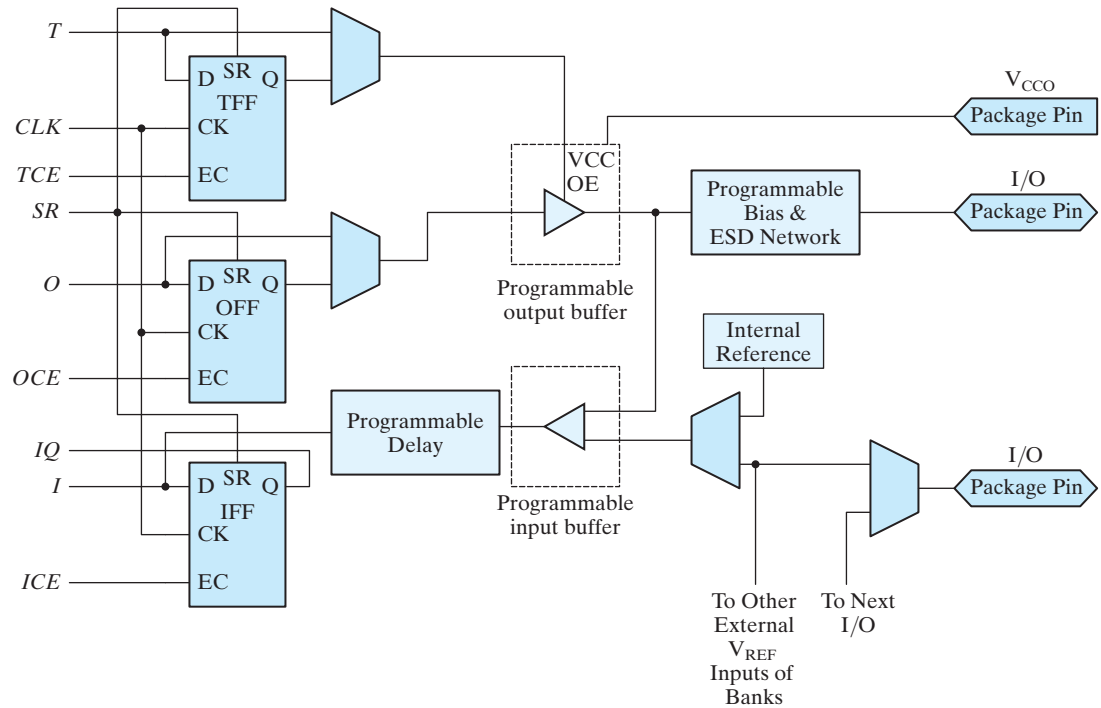 T
D
SR
Q
TFF
CLK
CK
TCE
EC
SR
O
D
SR
Q
OFF
CK
OCE
EC
IQ
I
D
SR
Q
IFF
CK
ICE
EC
VCC
OE
Programmable
output buffer
Programmable
Delay
Programmable
input buffer
V_CCO
Package Pin
I/O
Package Pin
Programmable
Bias &
ESD Network
Internal
Reference
I/O
Package Pin
To Other
External
V_REF
Inputs of
Banks
To Next
I/O